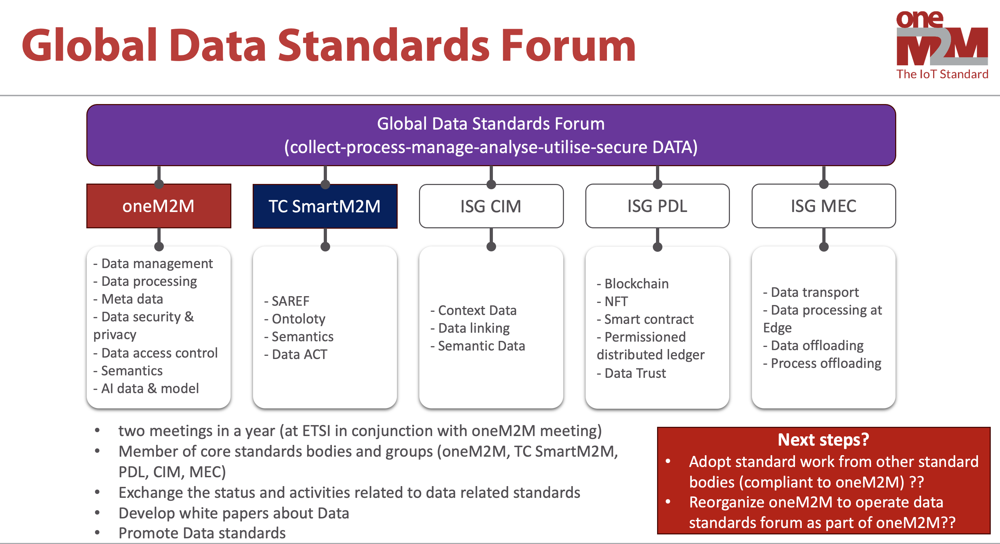 Global Data Standards Forum
one
M2M
The IoT Standard
Global Data Standards Forum
(collect-process-manage-analyse-utilise-secure DATA)
oneM2M
TC SmartM2M
ISG CIM
ISG PDL
ISG MEC
- Data management
- Data processing
- Meta data
- Data security &
privacy
- Data access control
- Semantics
- AI data & model
- SAREF
- Ontoloty
- Semantics
- Data ACT
- Context Data
- Data linking
- Semantic Data
- Blockchain
- NFT
- Smart contract
- Permissioned
distributed ledger
- Data Trust
- Data transport
- Data processing at
Edge
- Data offloading
- Process offloading
• two meetings in a year (at ETSI in conjunction with oneM2M meeting)
• Member of core standards bodies and groups (oneM2M, TC SmartM2M,
PDL, CIM, MEC)
• Exchange the status and activities related to data related standards
• Develop white papers about Data
• Promote Data standards
Next steps?
• Adopt standard work from other standard
bodies (compliant to oneM2M) ??
• Reorganize oneM2M to operate data
standards forum as part of oneM2M??